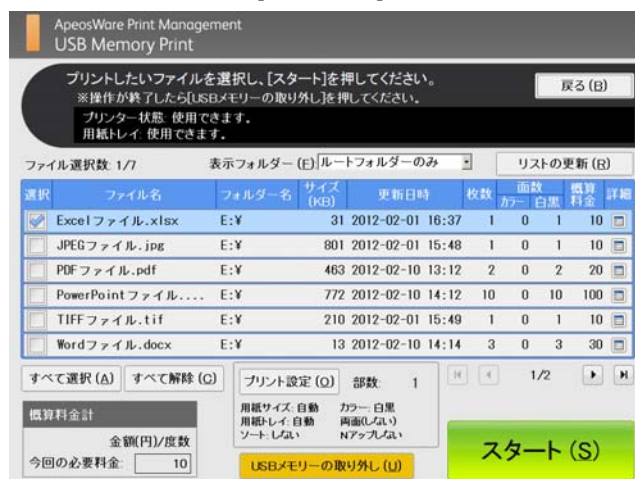 ApeosWare Print Management
USB Memory Print
プリントしたいファイルを選択し、[スタート]を押してください。
※操作が終了したら[USBメモリーの取り外し]を押してください。
戻る(B)
プリンター状態: 使用できます。
用紙トレイ: 使用できます。
ファイル選択数: 1/7
表示フォルダー(F): ルートフォルダーのみ
リストの更新(R)
選択 ファイル名 フォルダー名 サイズ(KB) 更新日時 枚数 面数 カラー 白黒 概算料金 詳細
Excelファイル.xlsx E:¥ 31 2012-02-01 16:37 1 0 1 10
JPEGファイル.jpg E:¥ 801 2012-02-01 15:48 1 0 1 10
PDFファイル.pdf E:¥ 463 2012-02-10 13:12 2 0 2 20
PowerPointファイル.... E:¥ 772 2012-02-10 14:12 10 0 10 100
TIFFファイル.tif E:¥ 210 2012-02-01 15:49 1 0 1 10
Wordファイル.docx E:¥ 13 2012-02-10 14:14 3 0 3 30
すべて選択(A) すべて解除(C) プリント設定(O) 部数: 1 1/2
用紙サイズ: 自動 カラー: 白黒
用紙トレイ: 自動 両面(しない)
ソート: しない Nアップ(しない)
概算料金計
金額(円)/度数
今回の必要料金: 10
USBメモリーの取り外し(U)
スタート(S)